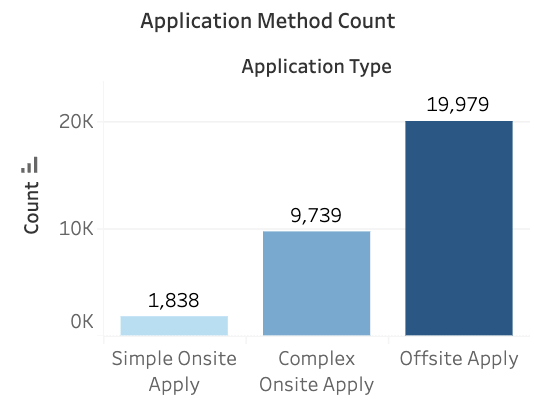 Application Method Count
Application Type
Count
20K
10K
0K
1,838
9,739
19,979
Simple Onsite
Apply
Complex
Onsite Apply
Offsite Apply